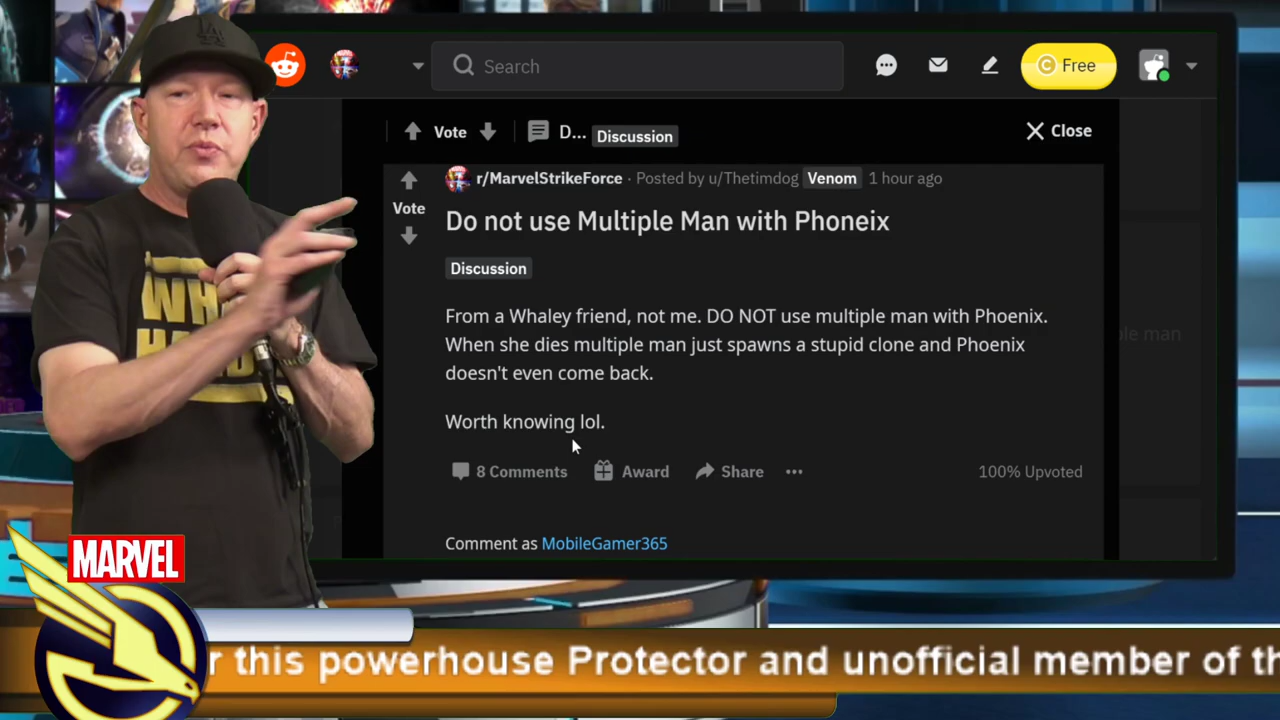 LA
Search
Free
Vote
D...
Discussion
Close
r/MarvelStrikeForce · Posted by u/Thetimdog Venom 1 hour ago
Vote
Do not use Multiple Man with Phoneix
Discussion
From a Whaley friend, not me. DO NOT use multiple man with Phoenix.
When she dies multiple man just spawns a stupid clone and Phoenix
doesn't even come back.
Worth knowing lol.
8 Comments
Award
Share
100% Upvoted
Comment as MobileGamer365
le man
MARVEL
r this powerhouse Protector and unofficial member of th